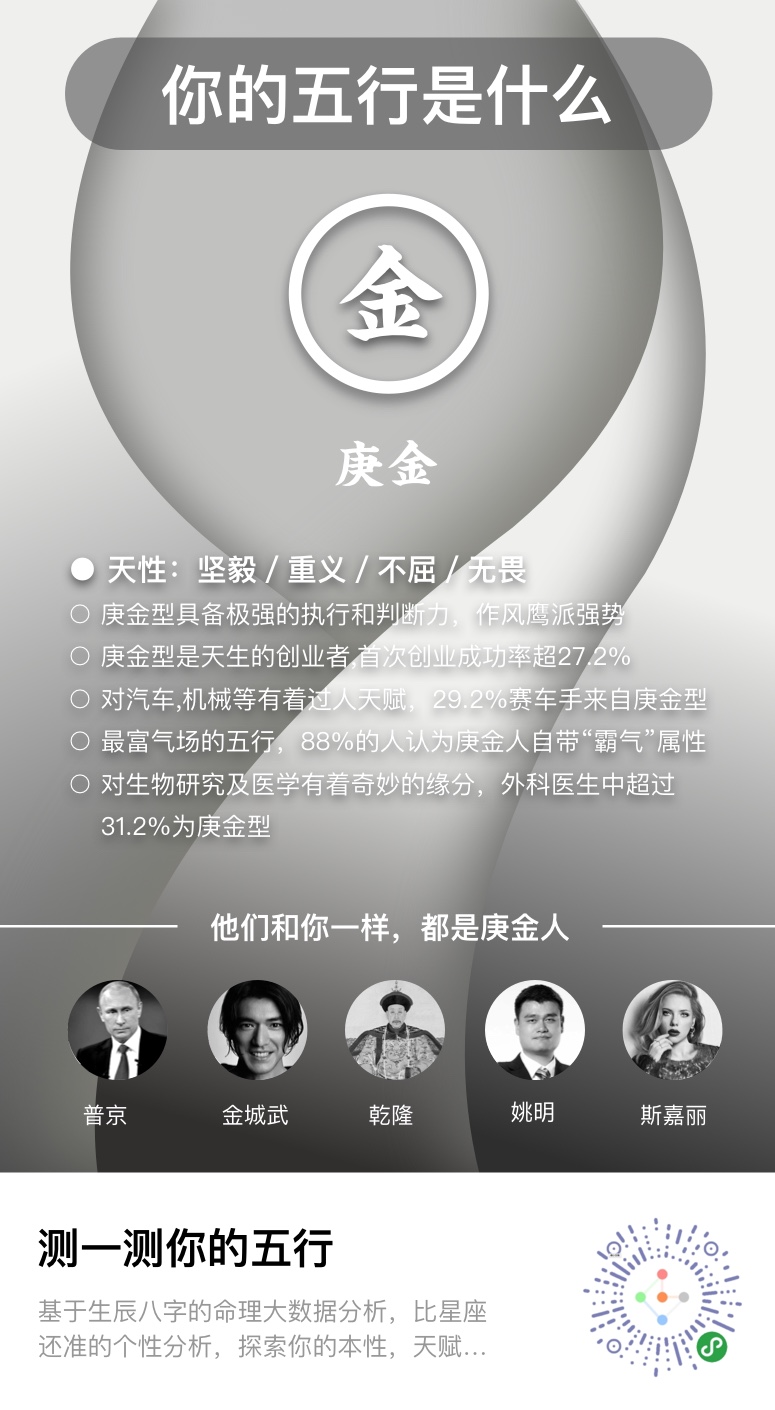 你的五行是什么
金
庚金
天性：坚毅 / 重义 / 不屈 / 无畏
庚金型具备极强的执行和判断力，作风鹰派强势
庚金型是天生的创业者,首次创业成功率超27.2%
对汽车,机械等有着过人天赋，29.2%赛车手来自庚金型
最富气场的五行，88%的人认为庚金人自带“霸气”属性
对生物研究及医学有着奇妙的缘分，外科医生中超过
31.2%为庚金型
他们和你一样，都是庚金人
普京 金城武 乾隆 姚明 斯嘉丽
测一测你的五行
基于生辰八字的命理大数据分析，比星座
还准的个性分析，探索你的本性，天赋...